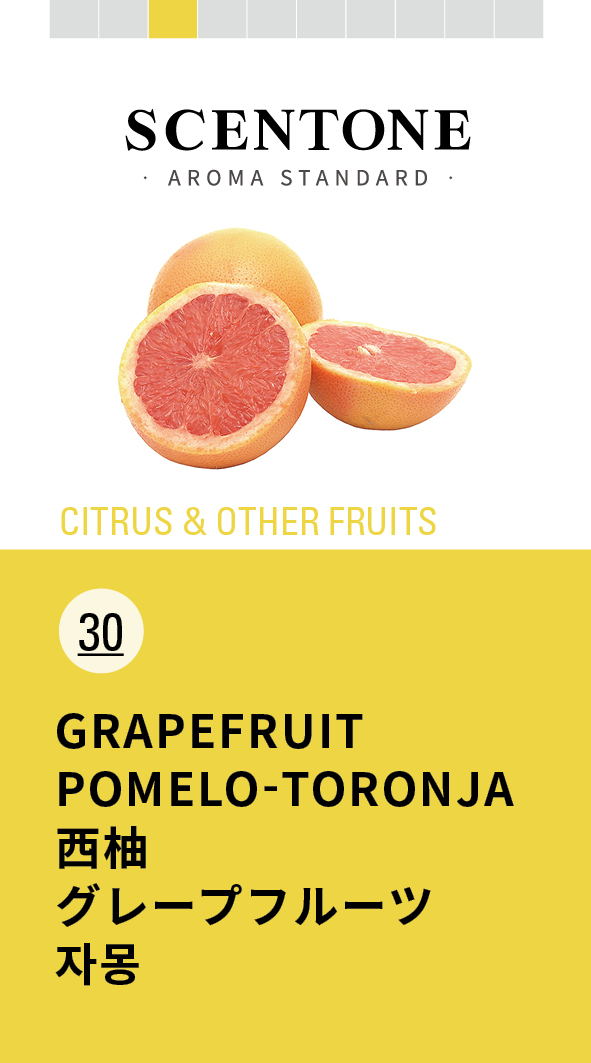 SCENTONE
· AROMA STANDARD ·
CITRUS & OTHER FRUITS
30
GRAPEFRUIT
POMELO-TORONJA
西柚
グレープフルーツ
자몽